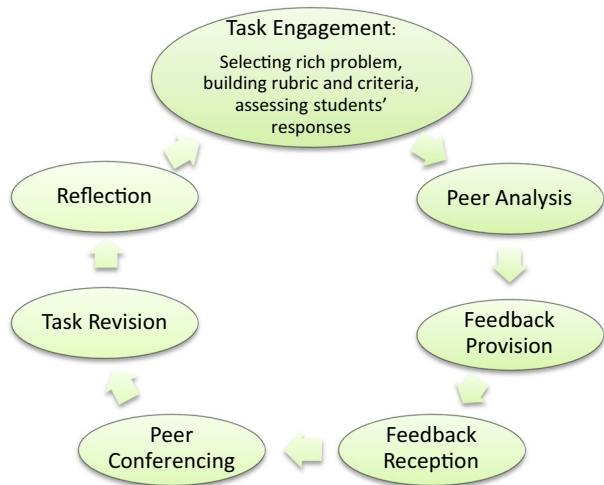 Task Engagement:
Selecting rich problem,
building rubric and criteria,
assessing students’
responses
Peer Analysis
Feedback
Provision
Feedback
Reception
Peer
Conferencing
Task Revision
Reflection